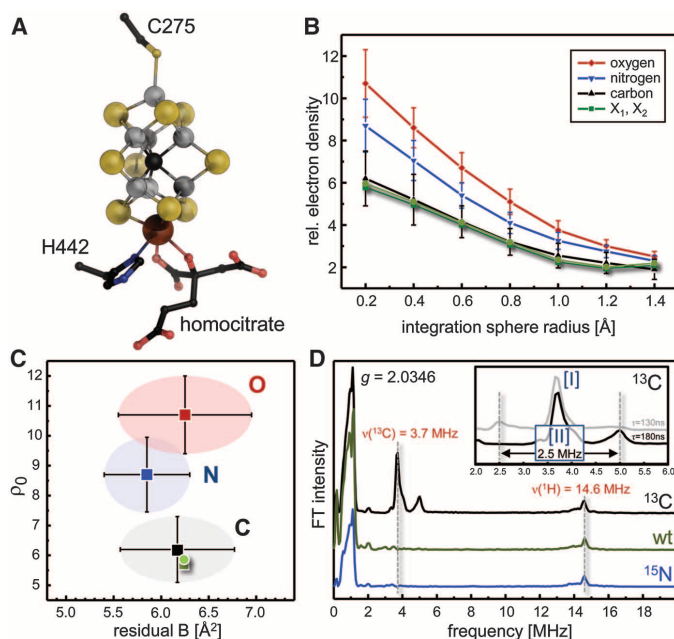 A
C275
H442
homocitrate
B
rel. electron density
12
10
8
6
4
2
oxygen
nitrogen
carbon
X₁, X₂
0.2 0.4 0.6 0.8 1.0 1.2 1.4
integration sphere radius [Å]
C
ρ₀
12
11
10
9
8
7
6
5
O
N
C
5.0 5.5 6.0 6.5 7.0
residual B [Å²]
D
FT intensity
g = 2.0346
ν(¹³C) = 3.7 MHz
[I]
¹³C
τ=130ns
[II]
τ=180ns
2.5 MHz
2.0 2.5 3.0 3.5 4.0 4.5 5.0 5.5 6.0
ν(¹H) = 14.6 MHz
¹³C
wt
¹⁵N
0 2 4 6 8 10 12 14 16 18
frequency [MHz]